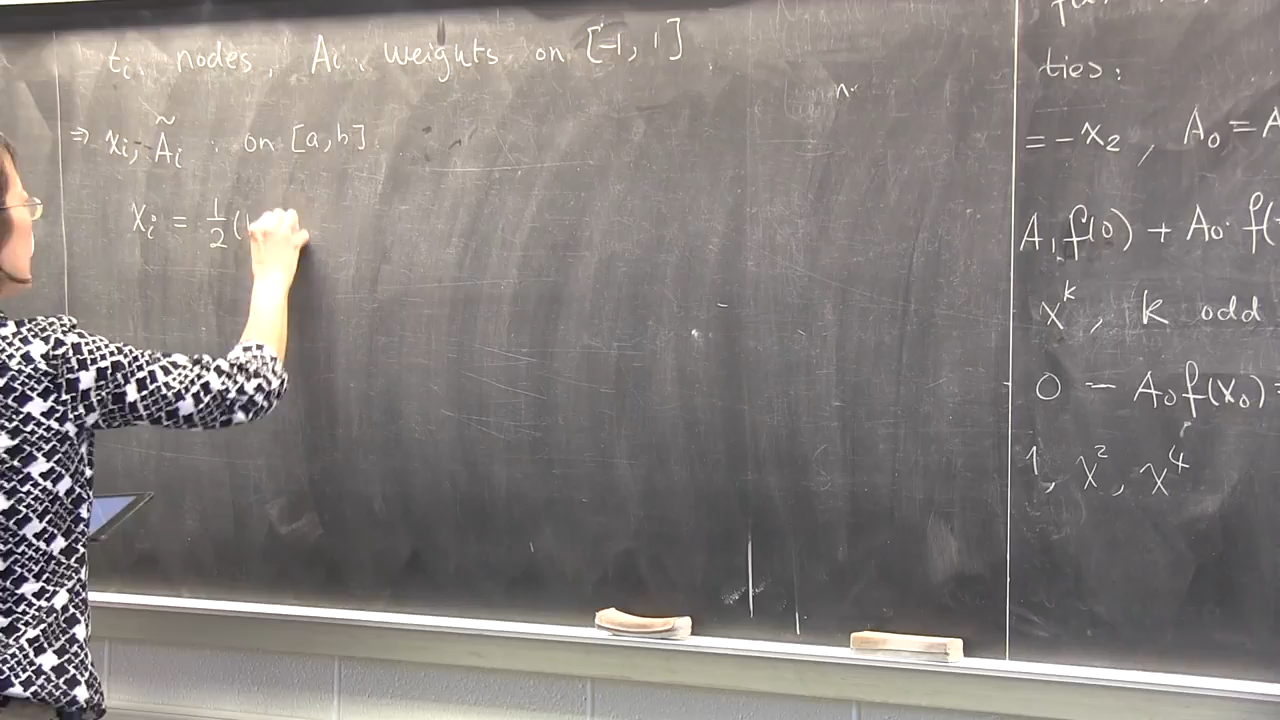 tᵢ: nodes, Aᵢ: weights on [-1, 1]
⇒ xᵢ, Ãᵢ : on [a, b]
xᵢ = 1/2 (
ties:
= -x₂, A₀ = A
A₁ f(0) + A₀ · f(
xᵏ, k odd
0 - A₀ f(x₀) =
1, x², x⁴